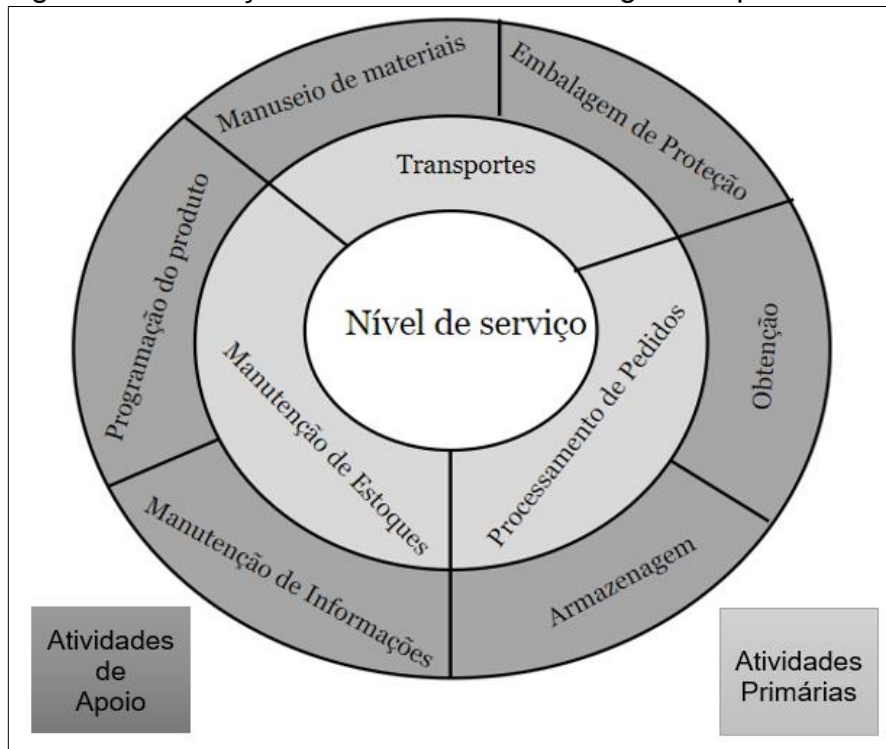 Manuseio de materiais
Embalagem de Proteção
Transportes
Programação do produto
Nível de serviço
Obtenção
Manutenção de Estoques
Processamento de Pedidos
Manutenção de Informações
Armazenagem
Atividades
de
Apoio
Atividades
Primárias